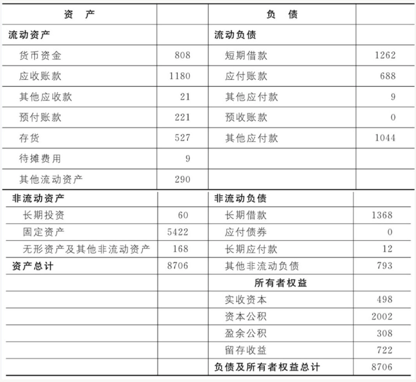 资 产 负 债
流动资产 流动负债
货币资金 808 短期借款 1262
应收账款 1180 应付账款 688
其他应收款 21 其他应付款 9
预付账款 221 预收账款 0
存货 527 其他应付款 1044
待摊费用 9
其他流动资产 290
非流动资产 非流动负债
长期投资 60 长期借款 1368
固定资产 5422 应付债券 0
无形资产及其他非流动资产 168 长期应付款 12
资产总计 8706 其他非流动负债 793
所有者权益
实收资本 498
资本公积 2002
盈余公积 308
留存收益 722
负债及所有者权益总计 8706